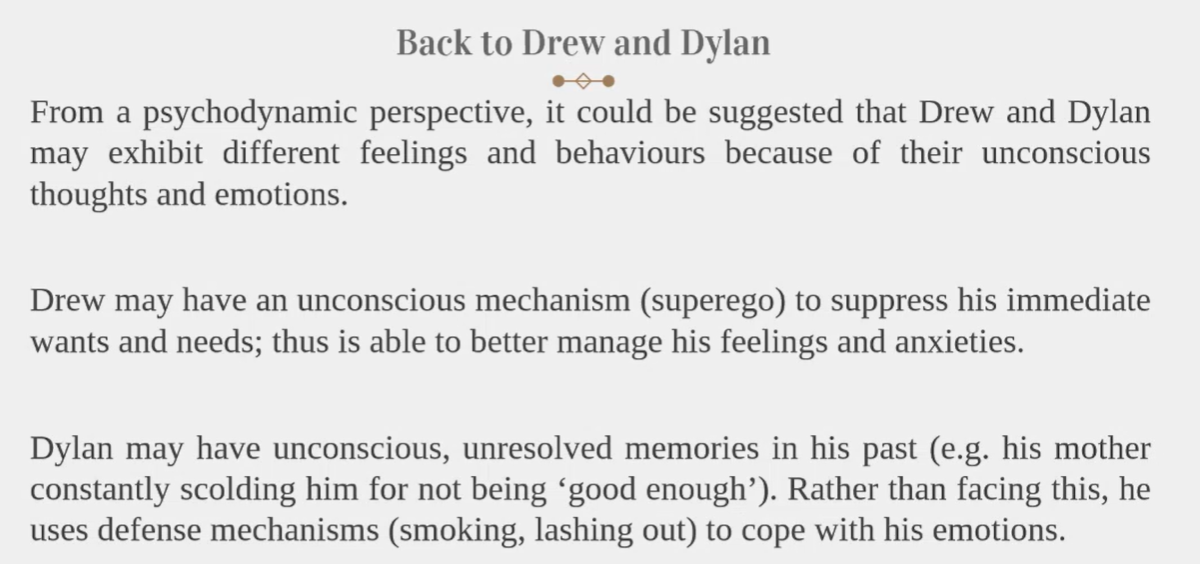 Back to Drew and Dylan
From a psychodynamic perspective, it could be suggested that Drew and Dylan
may exhibit different feelings and behaviours because of their unconscious
thoughts and emotions.
Drew may have an unconscious mechanism (superego) to suppress his immediate
wants and needs; thus is able to better manage his feelings and anxieties.
Dylan may have unconscious, unresolved memories in his past (e.g. his mother
constantly scolding him for not being ‘good enough’). Rather than facing this, he
uses defense mechanisms (smoking, lashing out) to cope with his emotions.